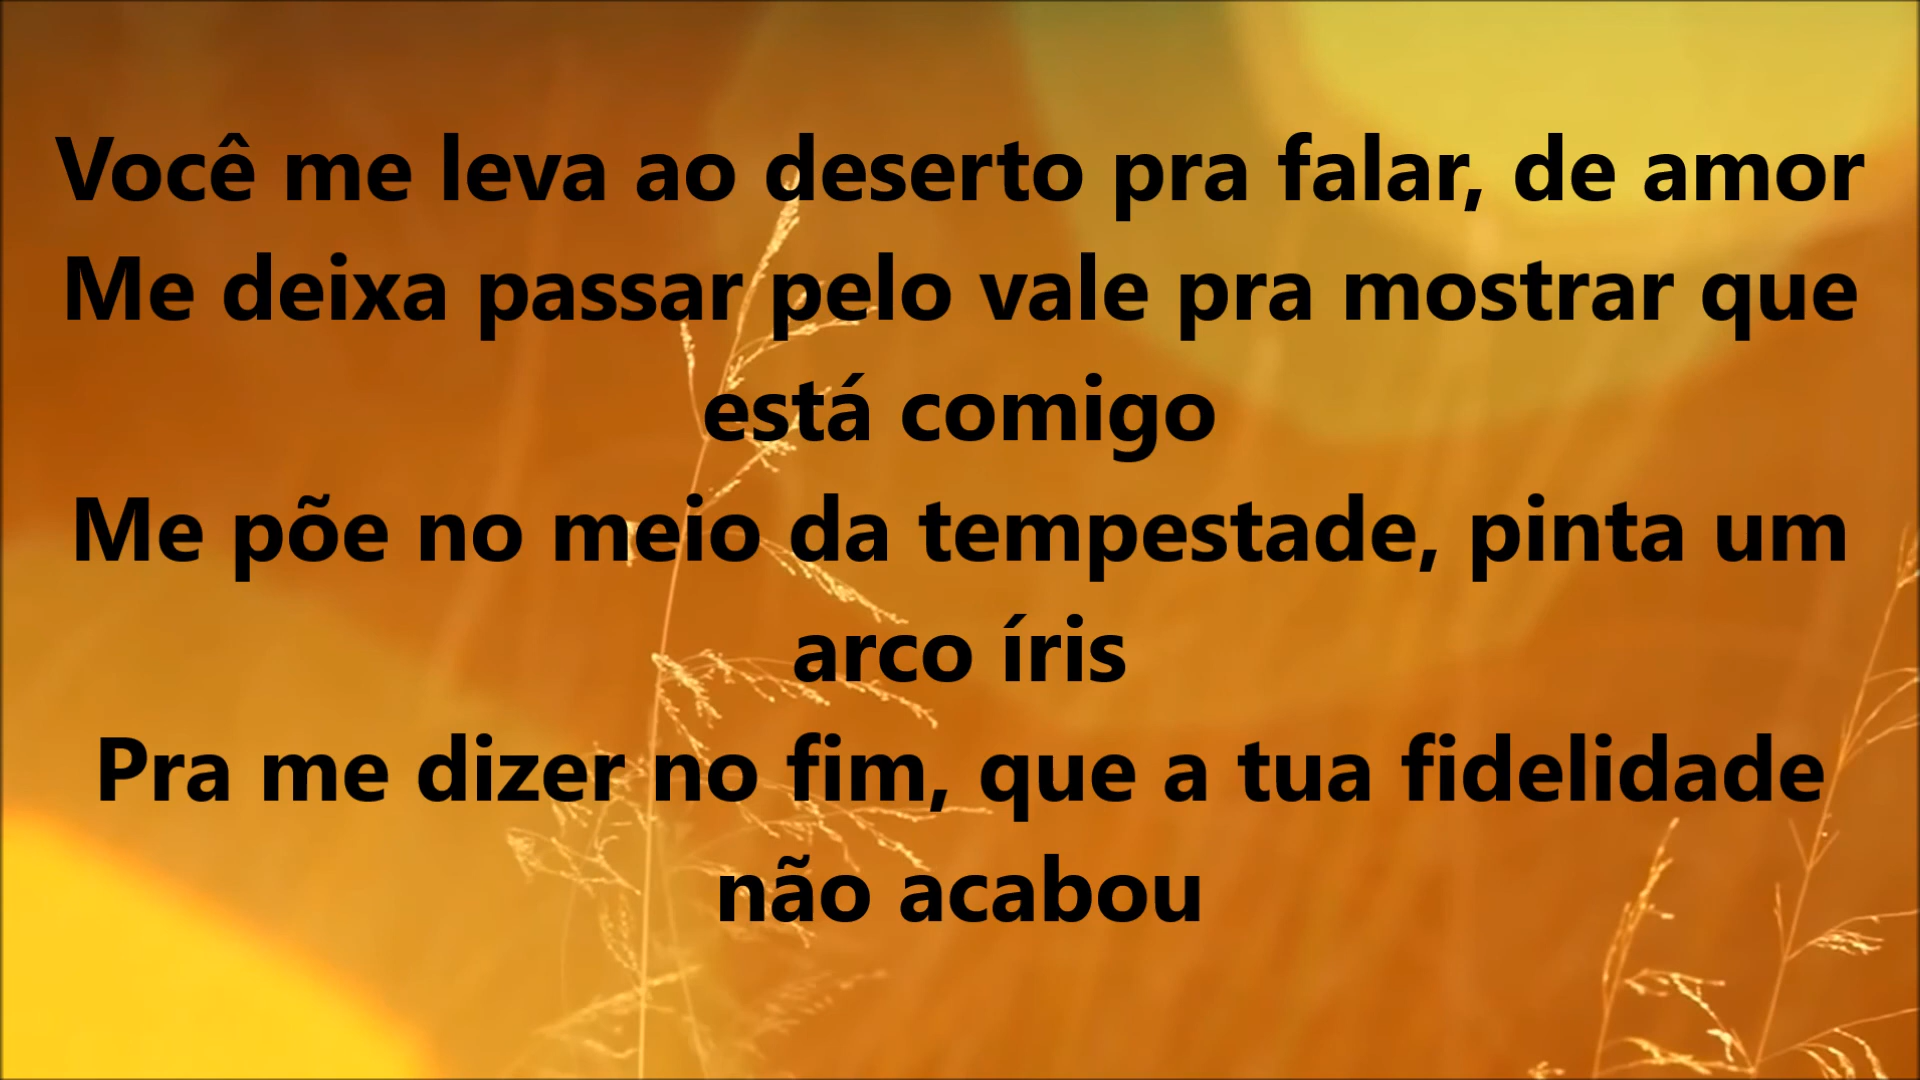 Você me leva ao deserto pra falar, de amor
Me deixa passar pelo vale pra mostrar que
está comigo
Me põe no meio da tempestade, pinta um
arco íris
Pra me dizer no fim, que a tua fidelidade
não acabou